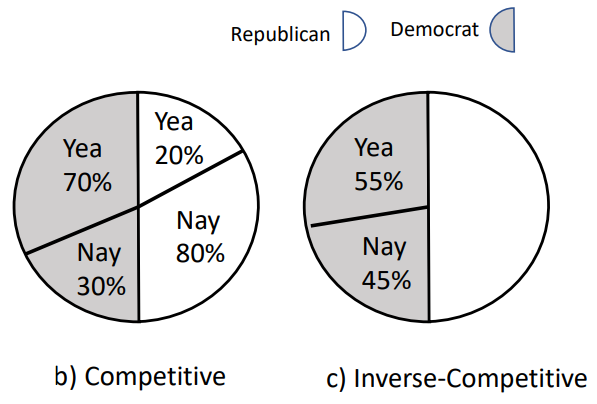 Republican
Democrat
Yea
70%
Yea
20%
Nay
80%
Nay
30%
Yea
55%
Nay
45%
b) Competitive
c) Inverse-Competitive